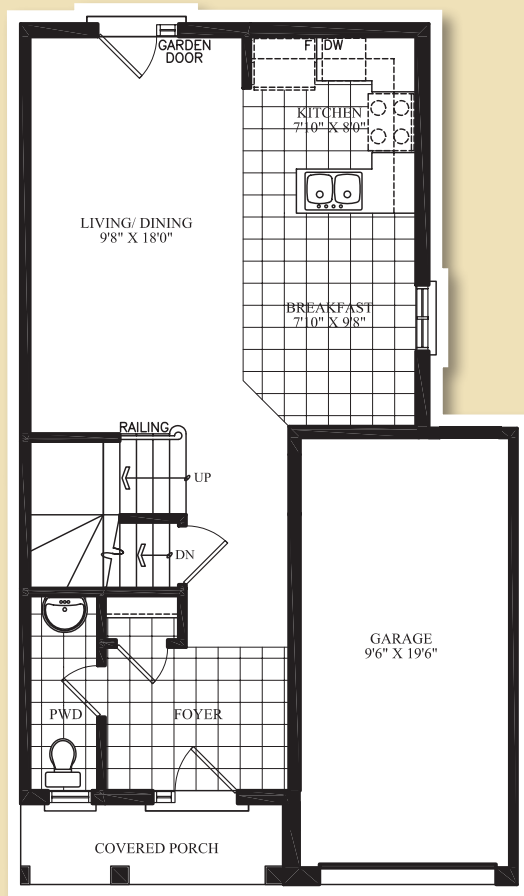 GARDEN
DOOR
F DW
KITCHEN
7'10" X 8'0"
LIVING/ DINING
9'8" X 18'0"
BREAKFAST
7'10" X 9'8"
RAILING
UP
DN
GARAGE
9'6" X 19'6"
PWD
FOYER
COVERED PORCH